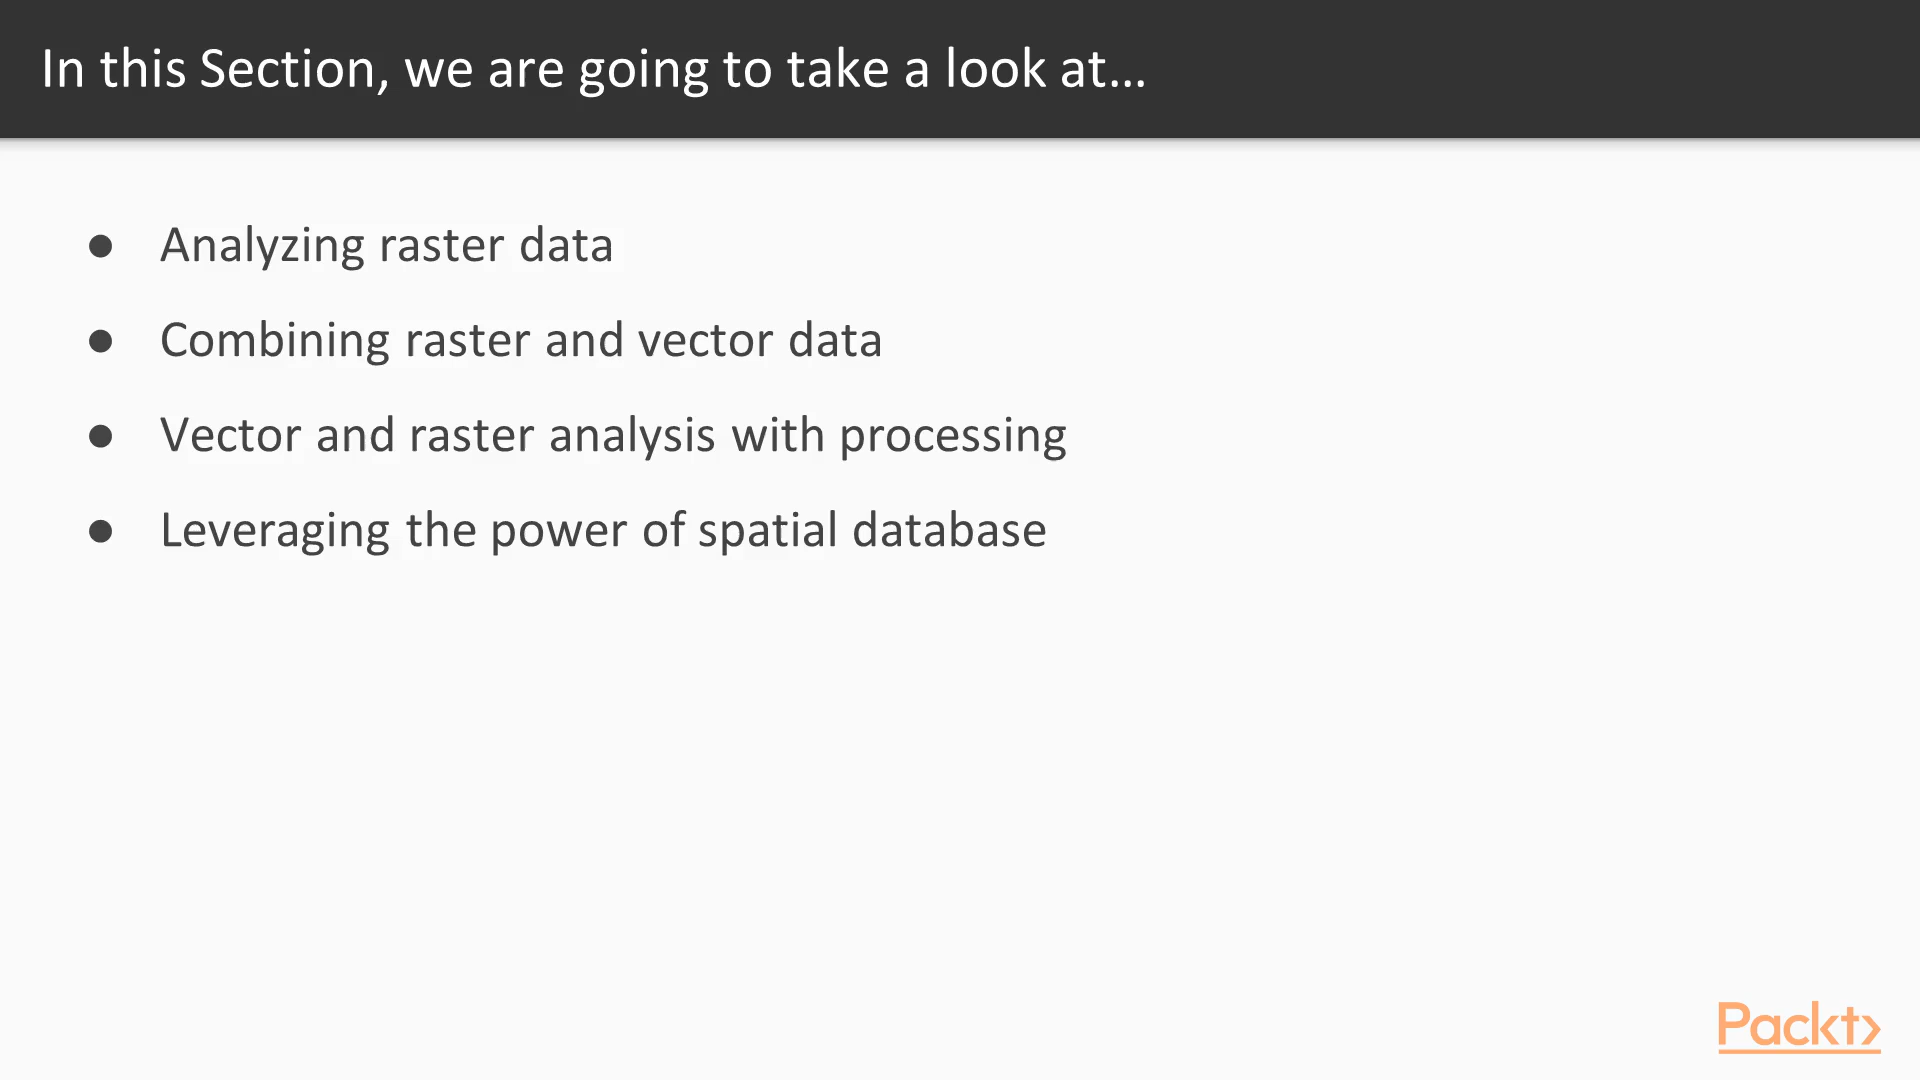 In this Section, we are going to take a look at...
● Analyzing raster data
● Combining raster and vector data
● Vector and raster analysis with processing
● Leveraging the power of spatial database
Packt>